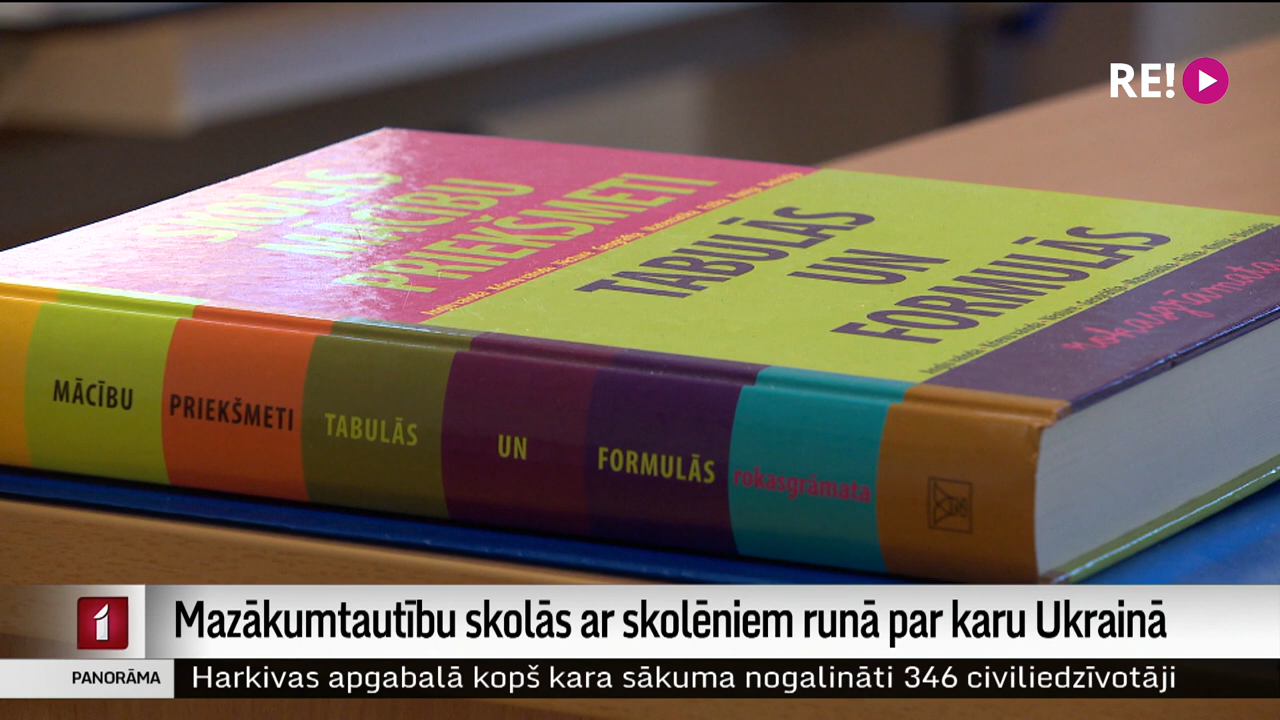 RE!
SKOLAS
MĀCĪBU
PRIEKŠMETI
TABULĀS
UN
FORMULĀS
rokasgrāmata
MĀCĪBU PRIEKŠMETI TABULĀS UN FORMULĀS rokasgrāmata
1 Mazākumtautību skolās ar skolēniem runā par karu Ukrainā
PANORĀMA Harkivas apgabalā kopš kara sākuma nogalināti 346 civiliedzīvotāji